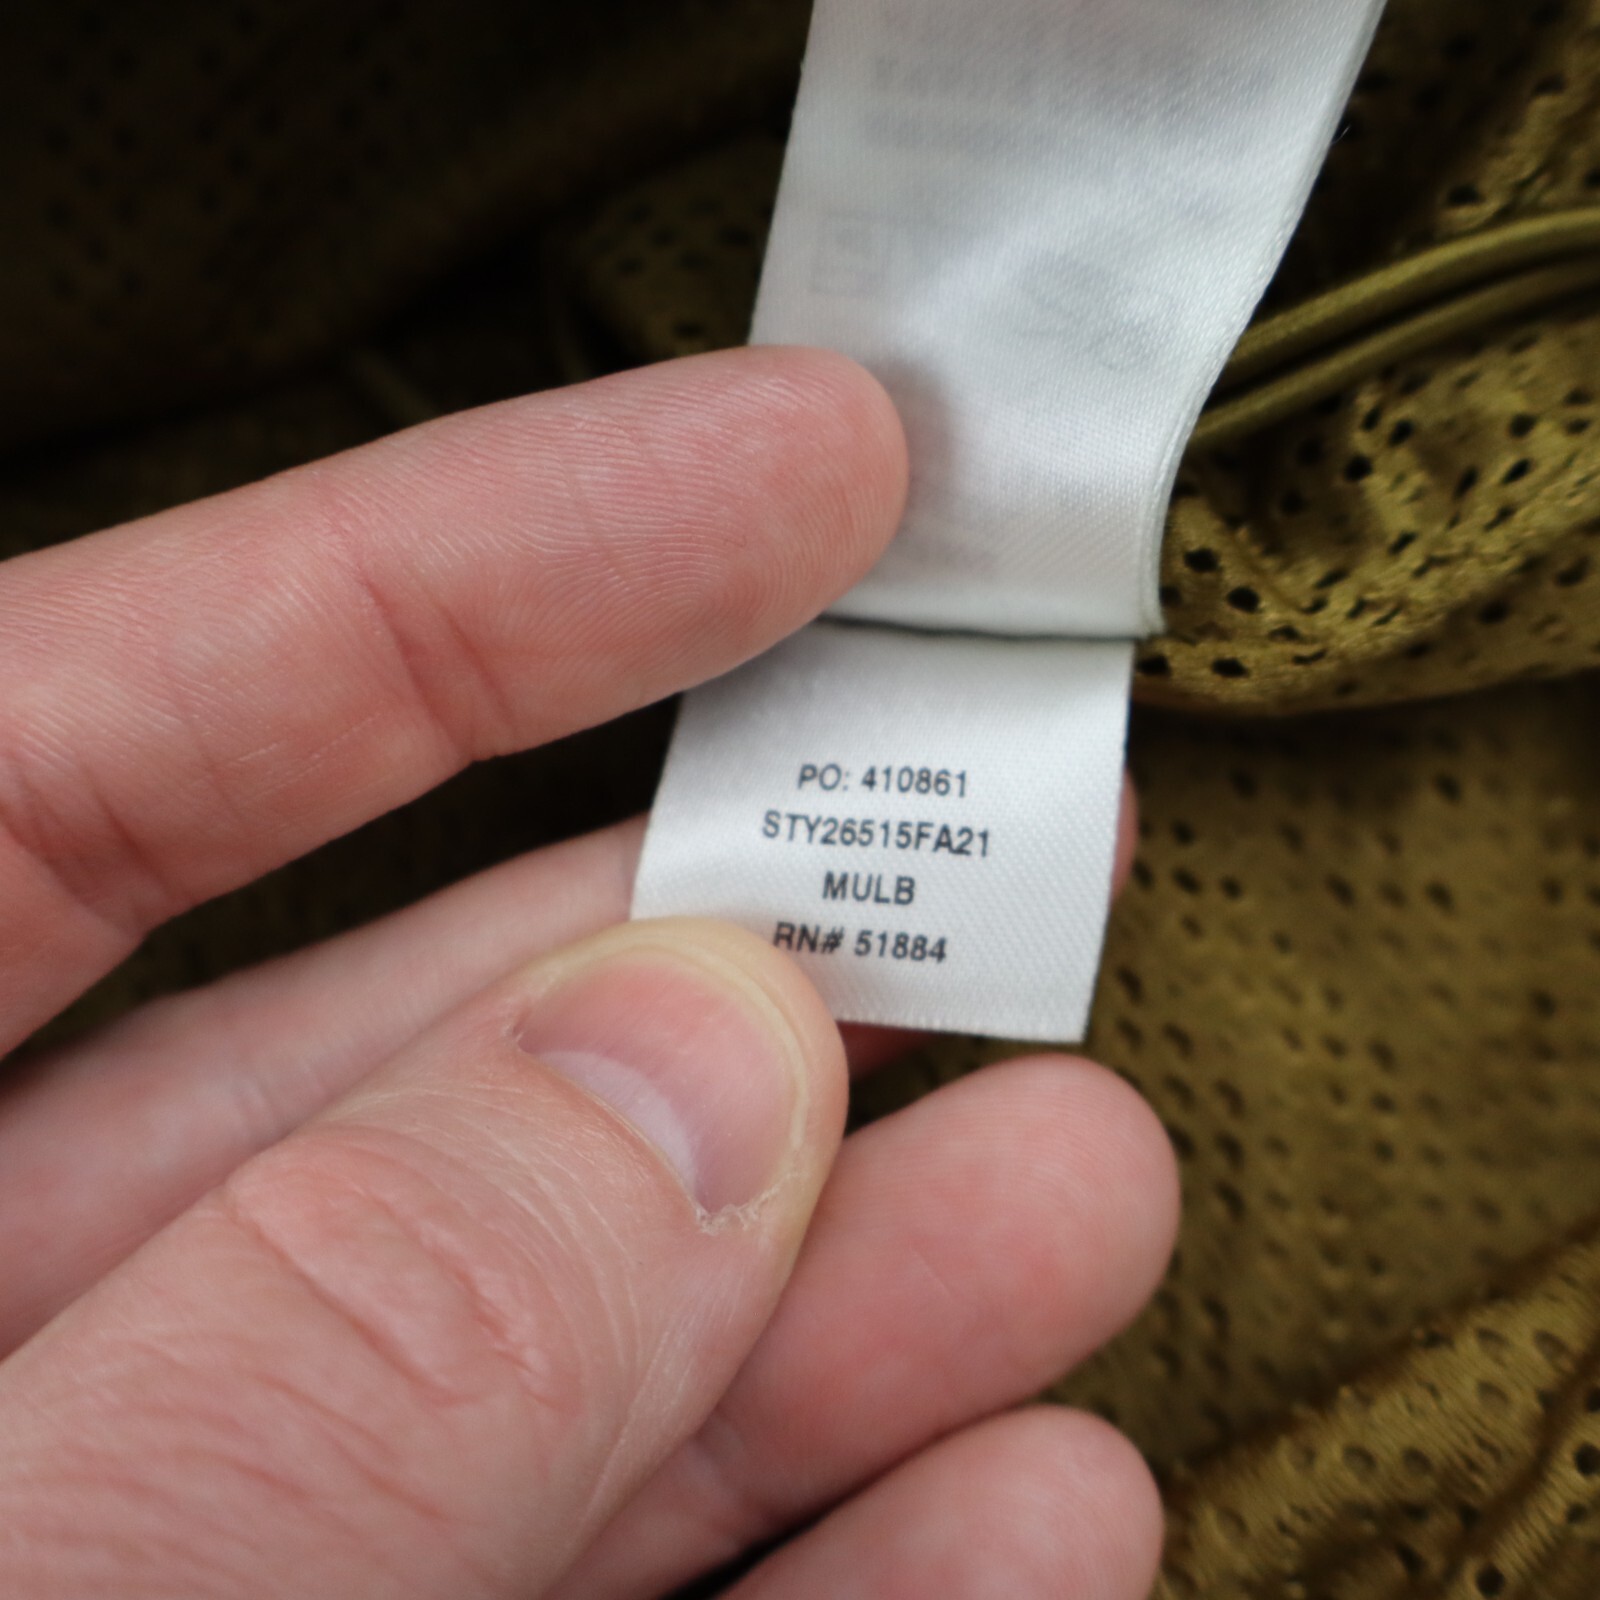 PO: 410861
STY26515FA21
MULB
RN# 51884